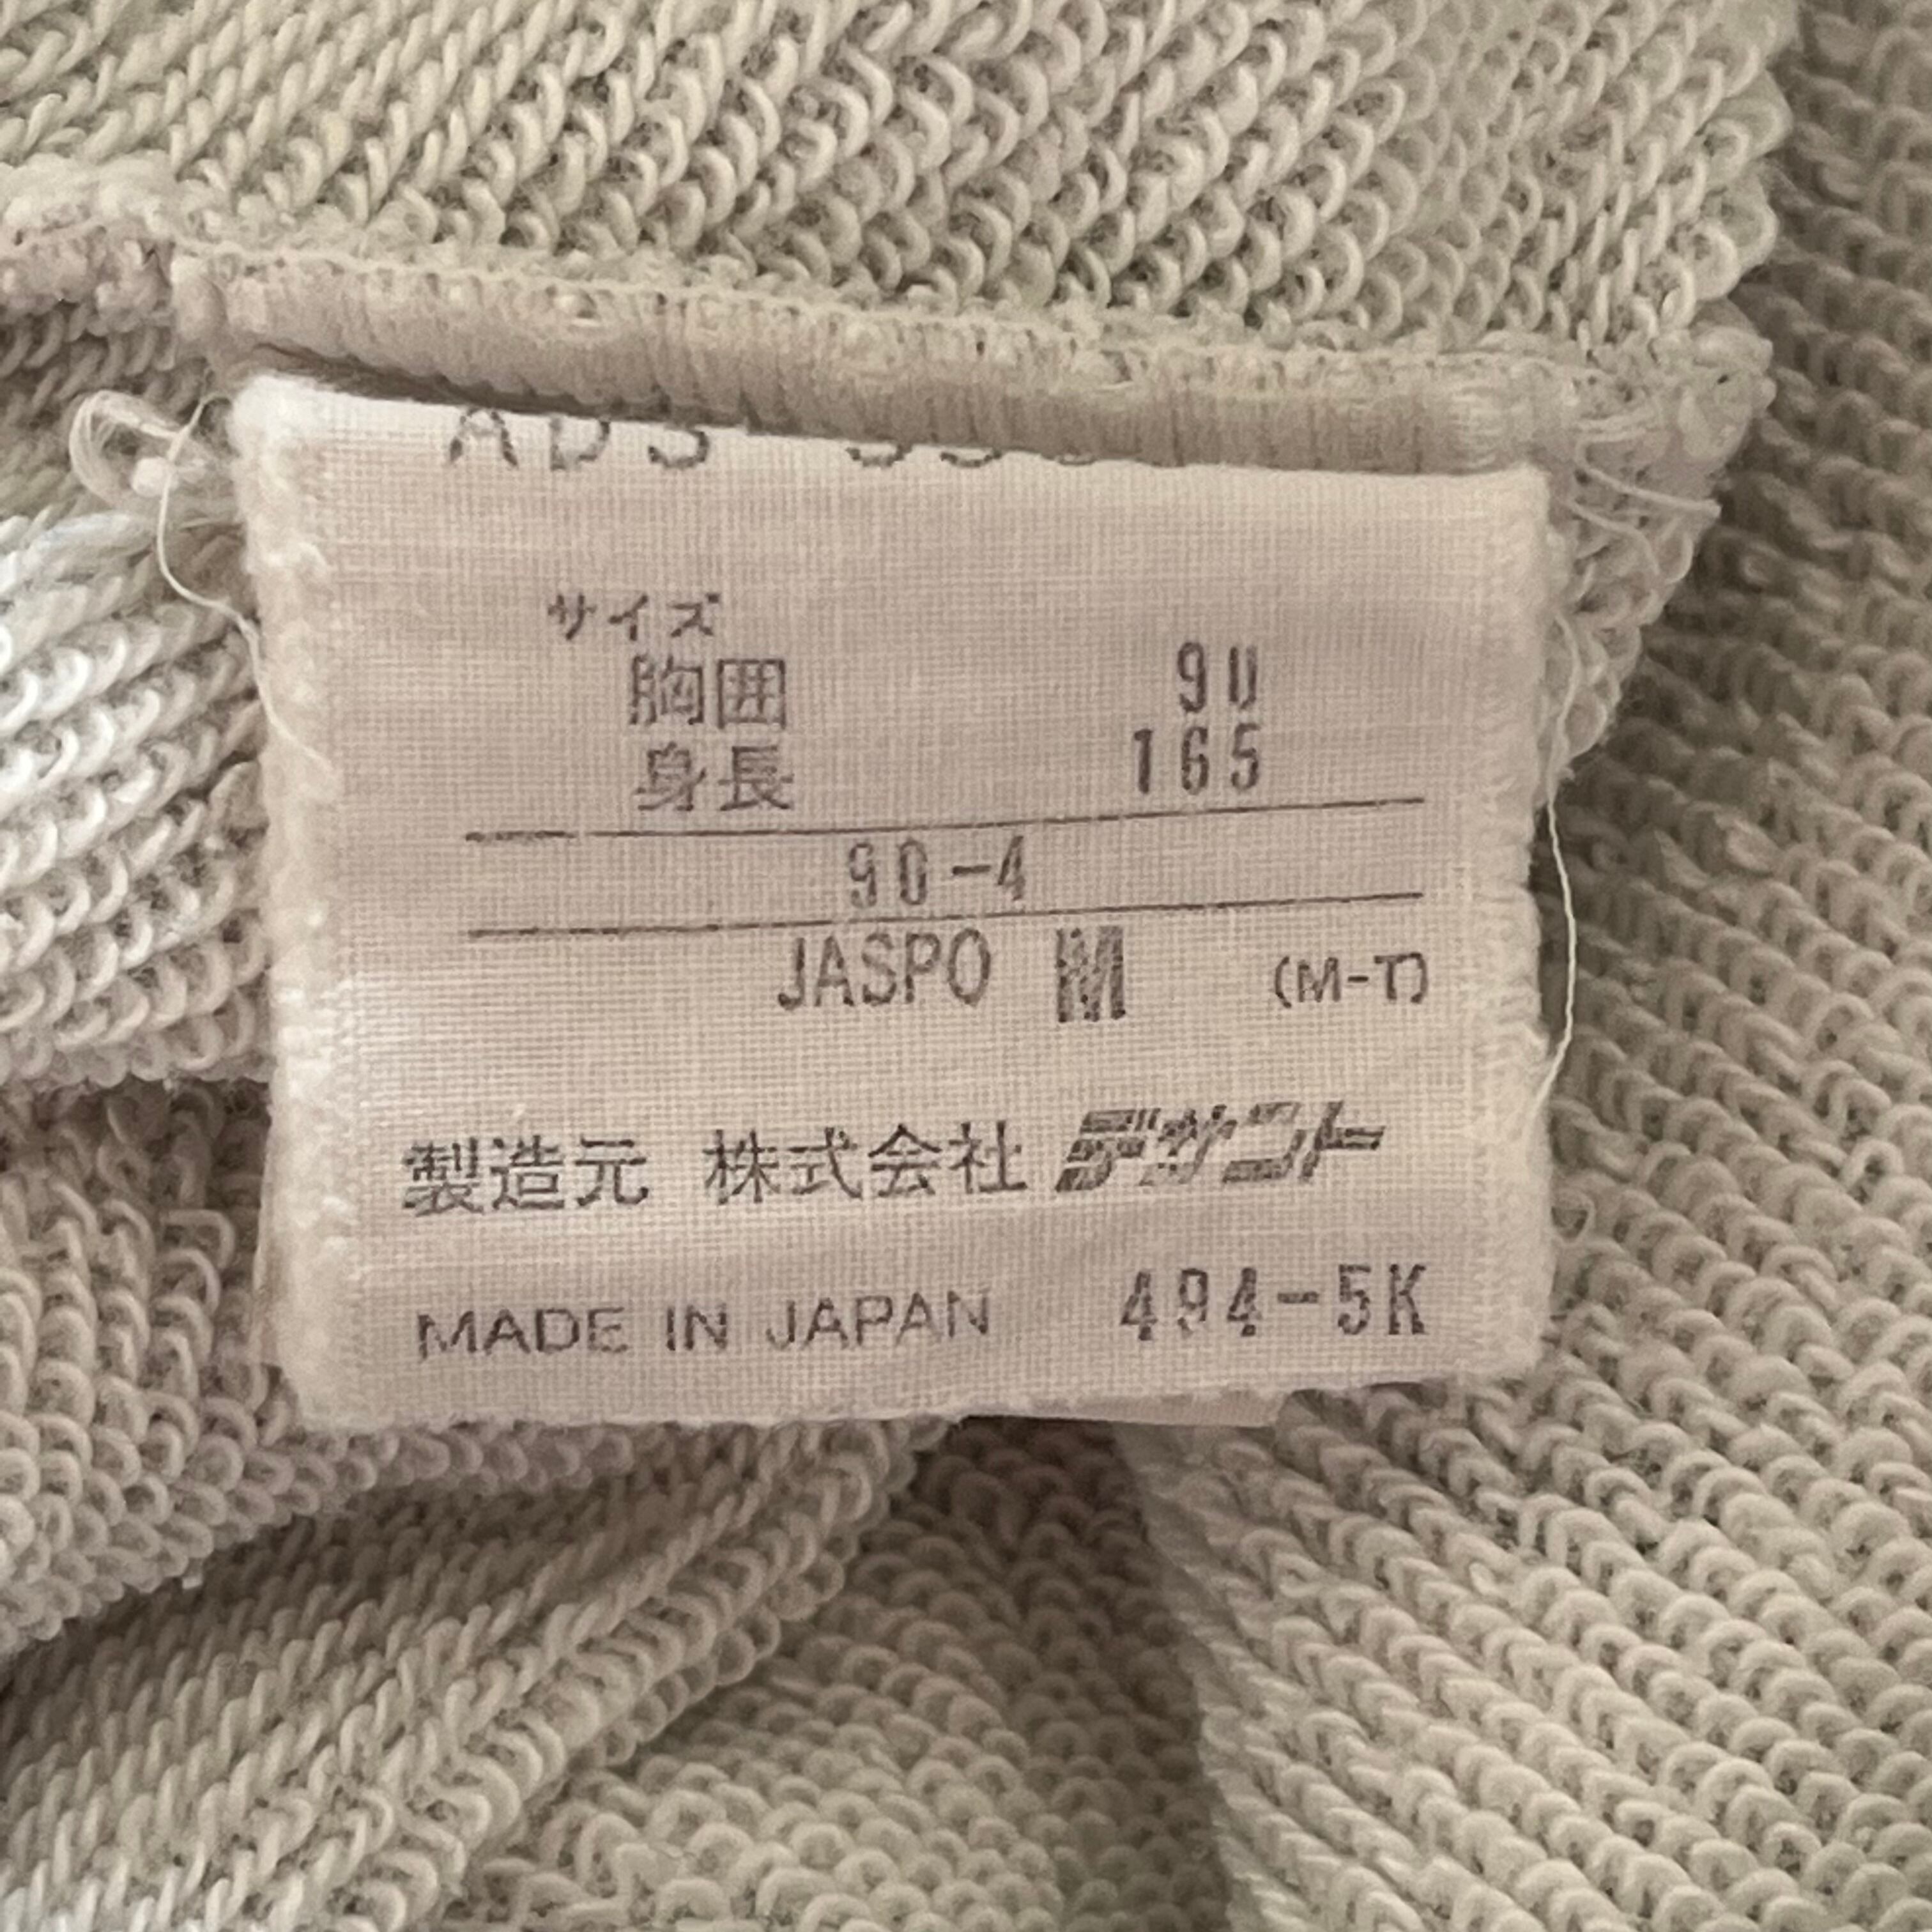 ADS
サイズ
胸囲 90
身長 165
90-4
JASPO M (M-T)
製造元 株式会社 デサント
MADE IN JAPAN 494-5K